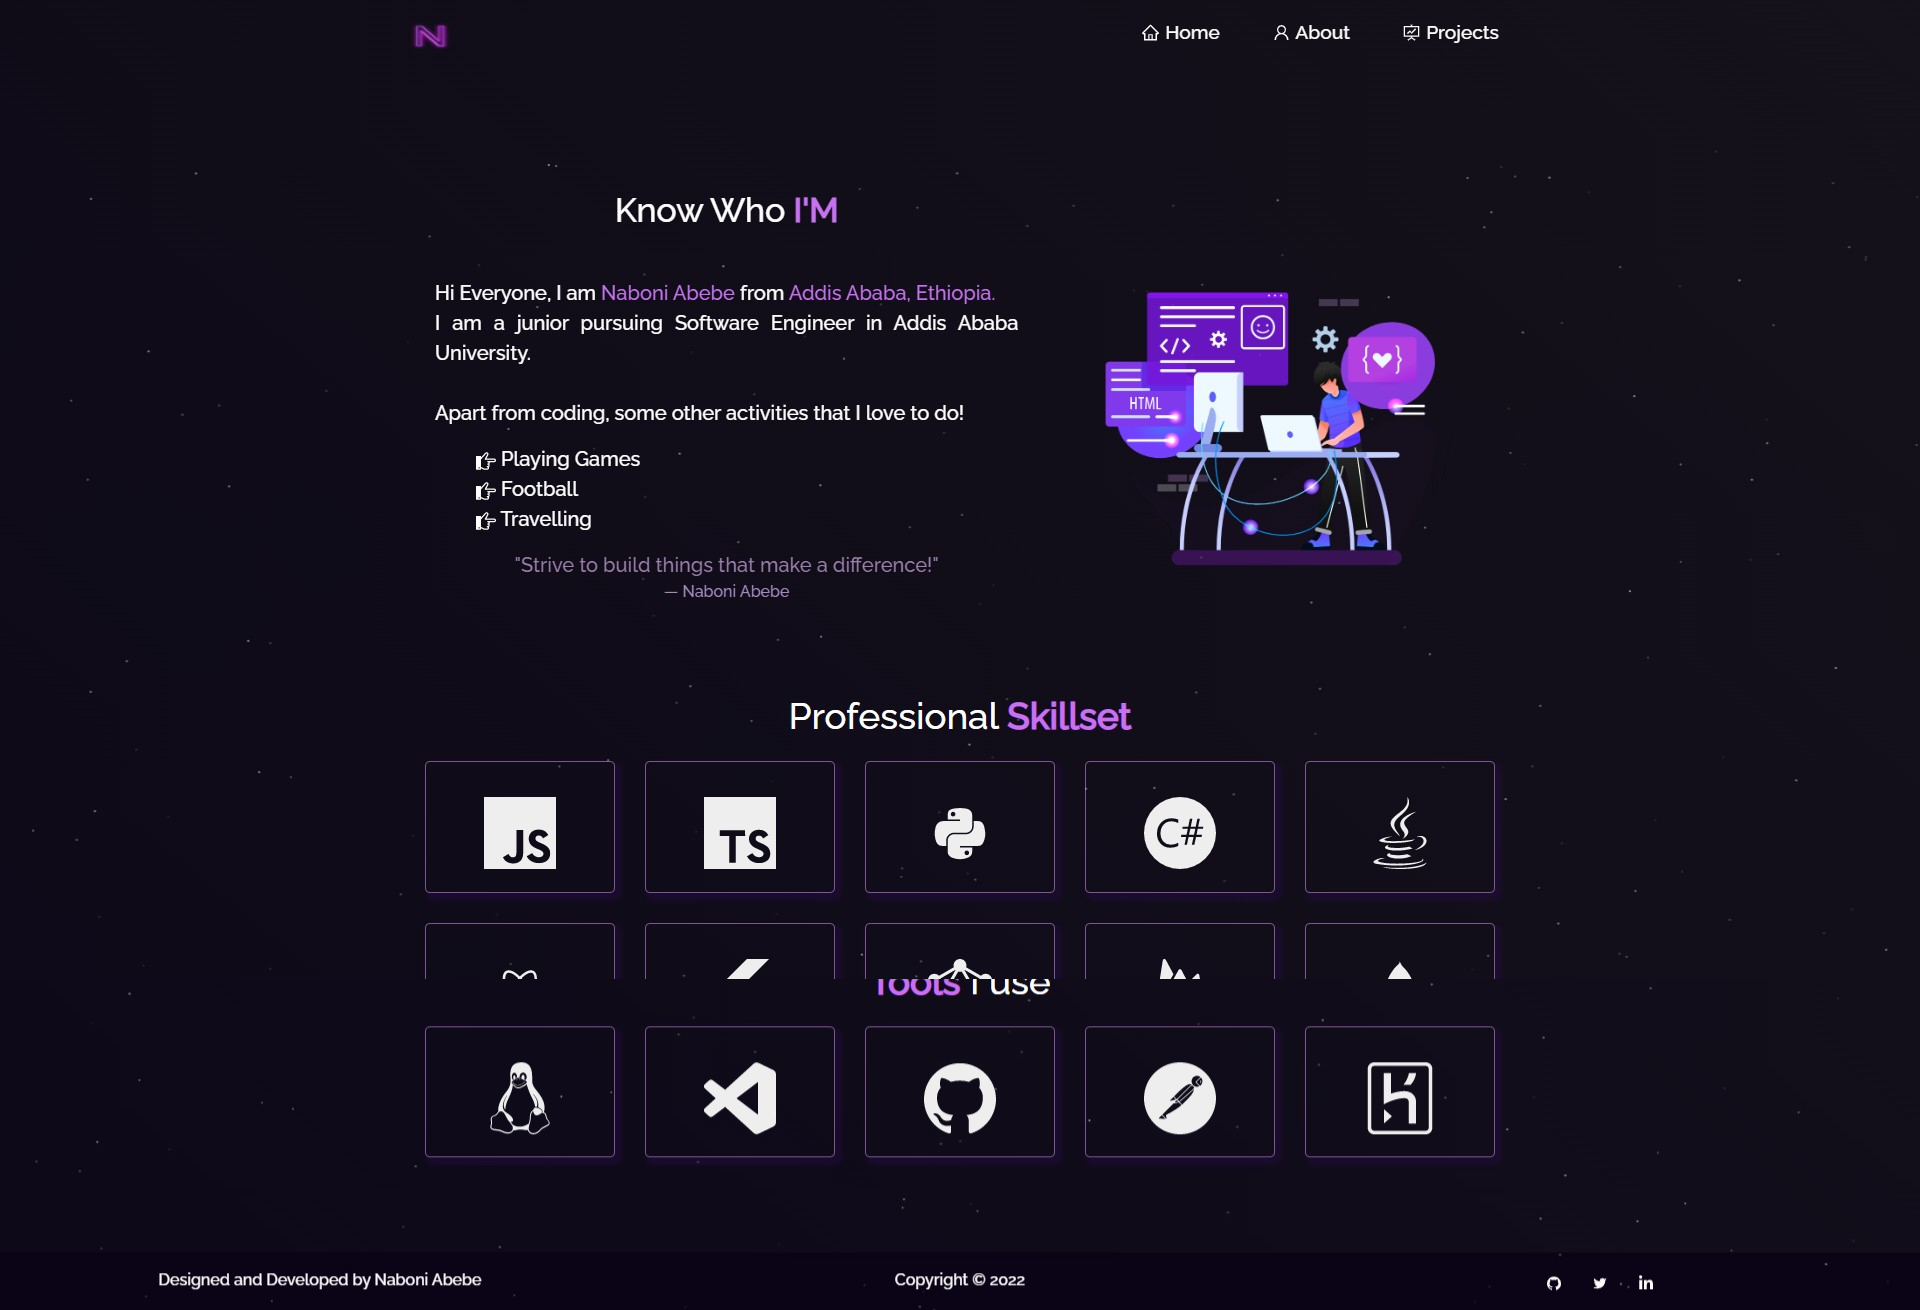 N
Home
About
Projects
Know Who I'M
Hi Everyone, I am Naboni Abebe from Addis Ababa, Ethiopia.
I am a junior pursuing Software Engineer in Addis Ababa
University.
Apart from coding, some other activities that I love to do!
Playing Games
Football
Travelling
"Strive to build things that make a difference!"
— Naboni Abebe
</>
HTML
Professional Skillset
JS
TS
C#
Tools I use
Designed and Developed by Naboni Abebe
Copyright © 2022
in